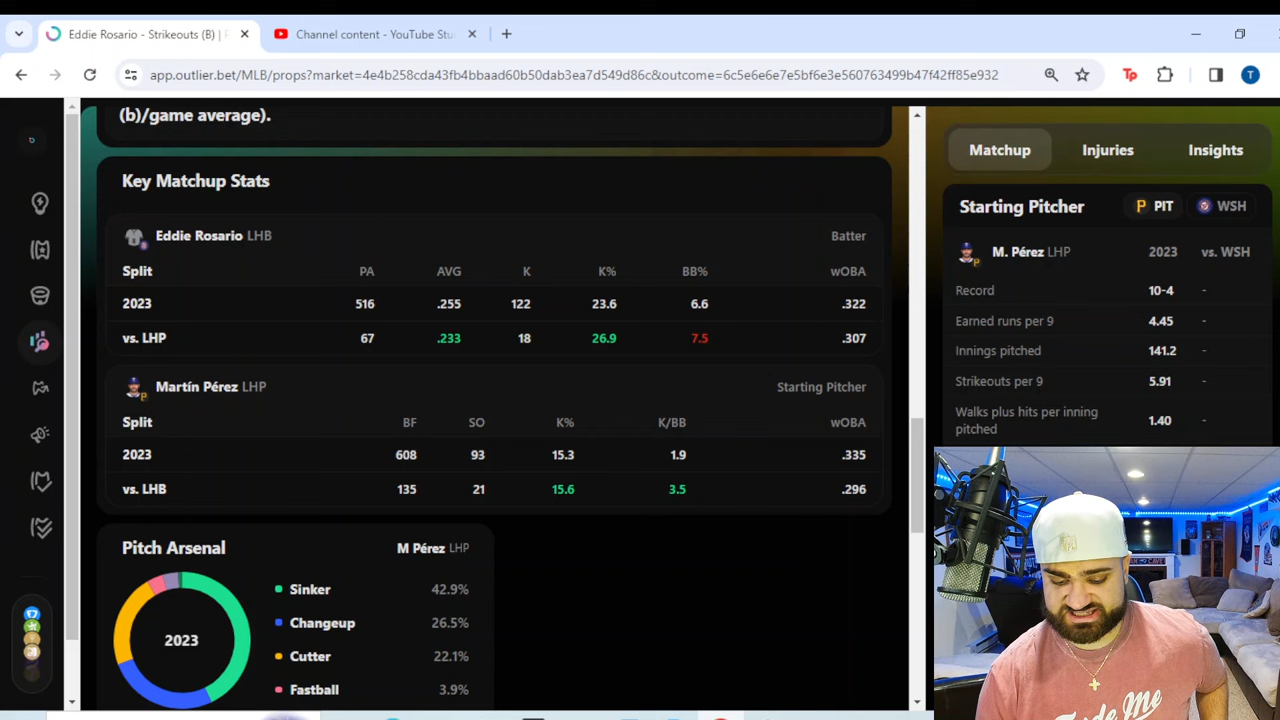 Eddie Rosario - Strikeouts (B) |
Channel content - YouTube Stu
app.outlier.bet/MLB/props?market=4e4b258cb43fb4bbaad60b50dcb3ea7d549d86c&outcome=6c5e6e6e7e5bf6e3e560763499b47f42ff85e932
Tp
T
(b)/game average).
Key Matchup Stats
Eddie Rosario LHB Batter
Split PA AVG K K% BB% wOBA
2023 516 .255 122 23.6 6.6 .322
vs. LHP 67 .233 18 26.9 7.5 .307
Martín Pérez LHP Starting Pitcher
Split BF SO K% K/BB wOBA
2023 608 93 15.3 1.9 .335
vs. LHB 135 21 15.6 3.5 .296
Pitch Arsenal M Pérez LHP
2023
Sinker 42.9%
Changeup 26.5%
Cutter 22.1%
Fastball 3.9%
Matchup Injuries Insights
Starting Pitcher P PIT WSH
M. Pérez LHP 2023 vs. WSH
Record 10-4 -
Earned runs per 9 4.45 -
Innings pitched 141.2 -
Strikeouts per 9 5.91 -
Walks plus hits per inning
pitched 1.40 -
NFL